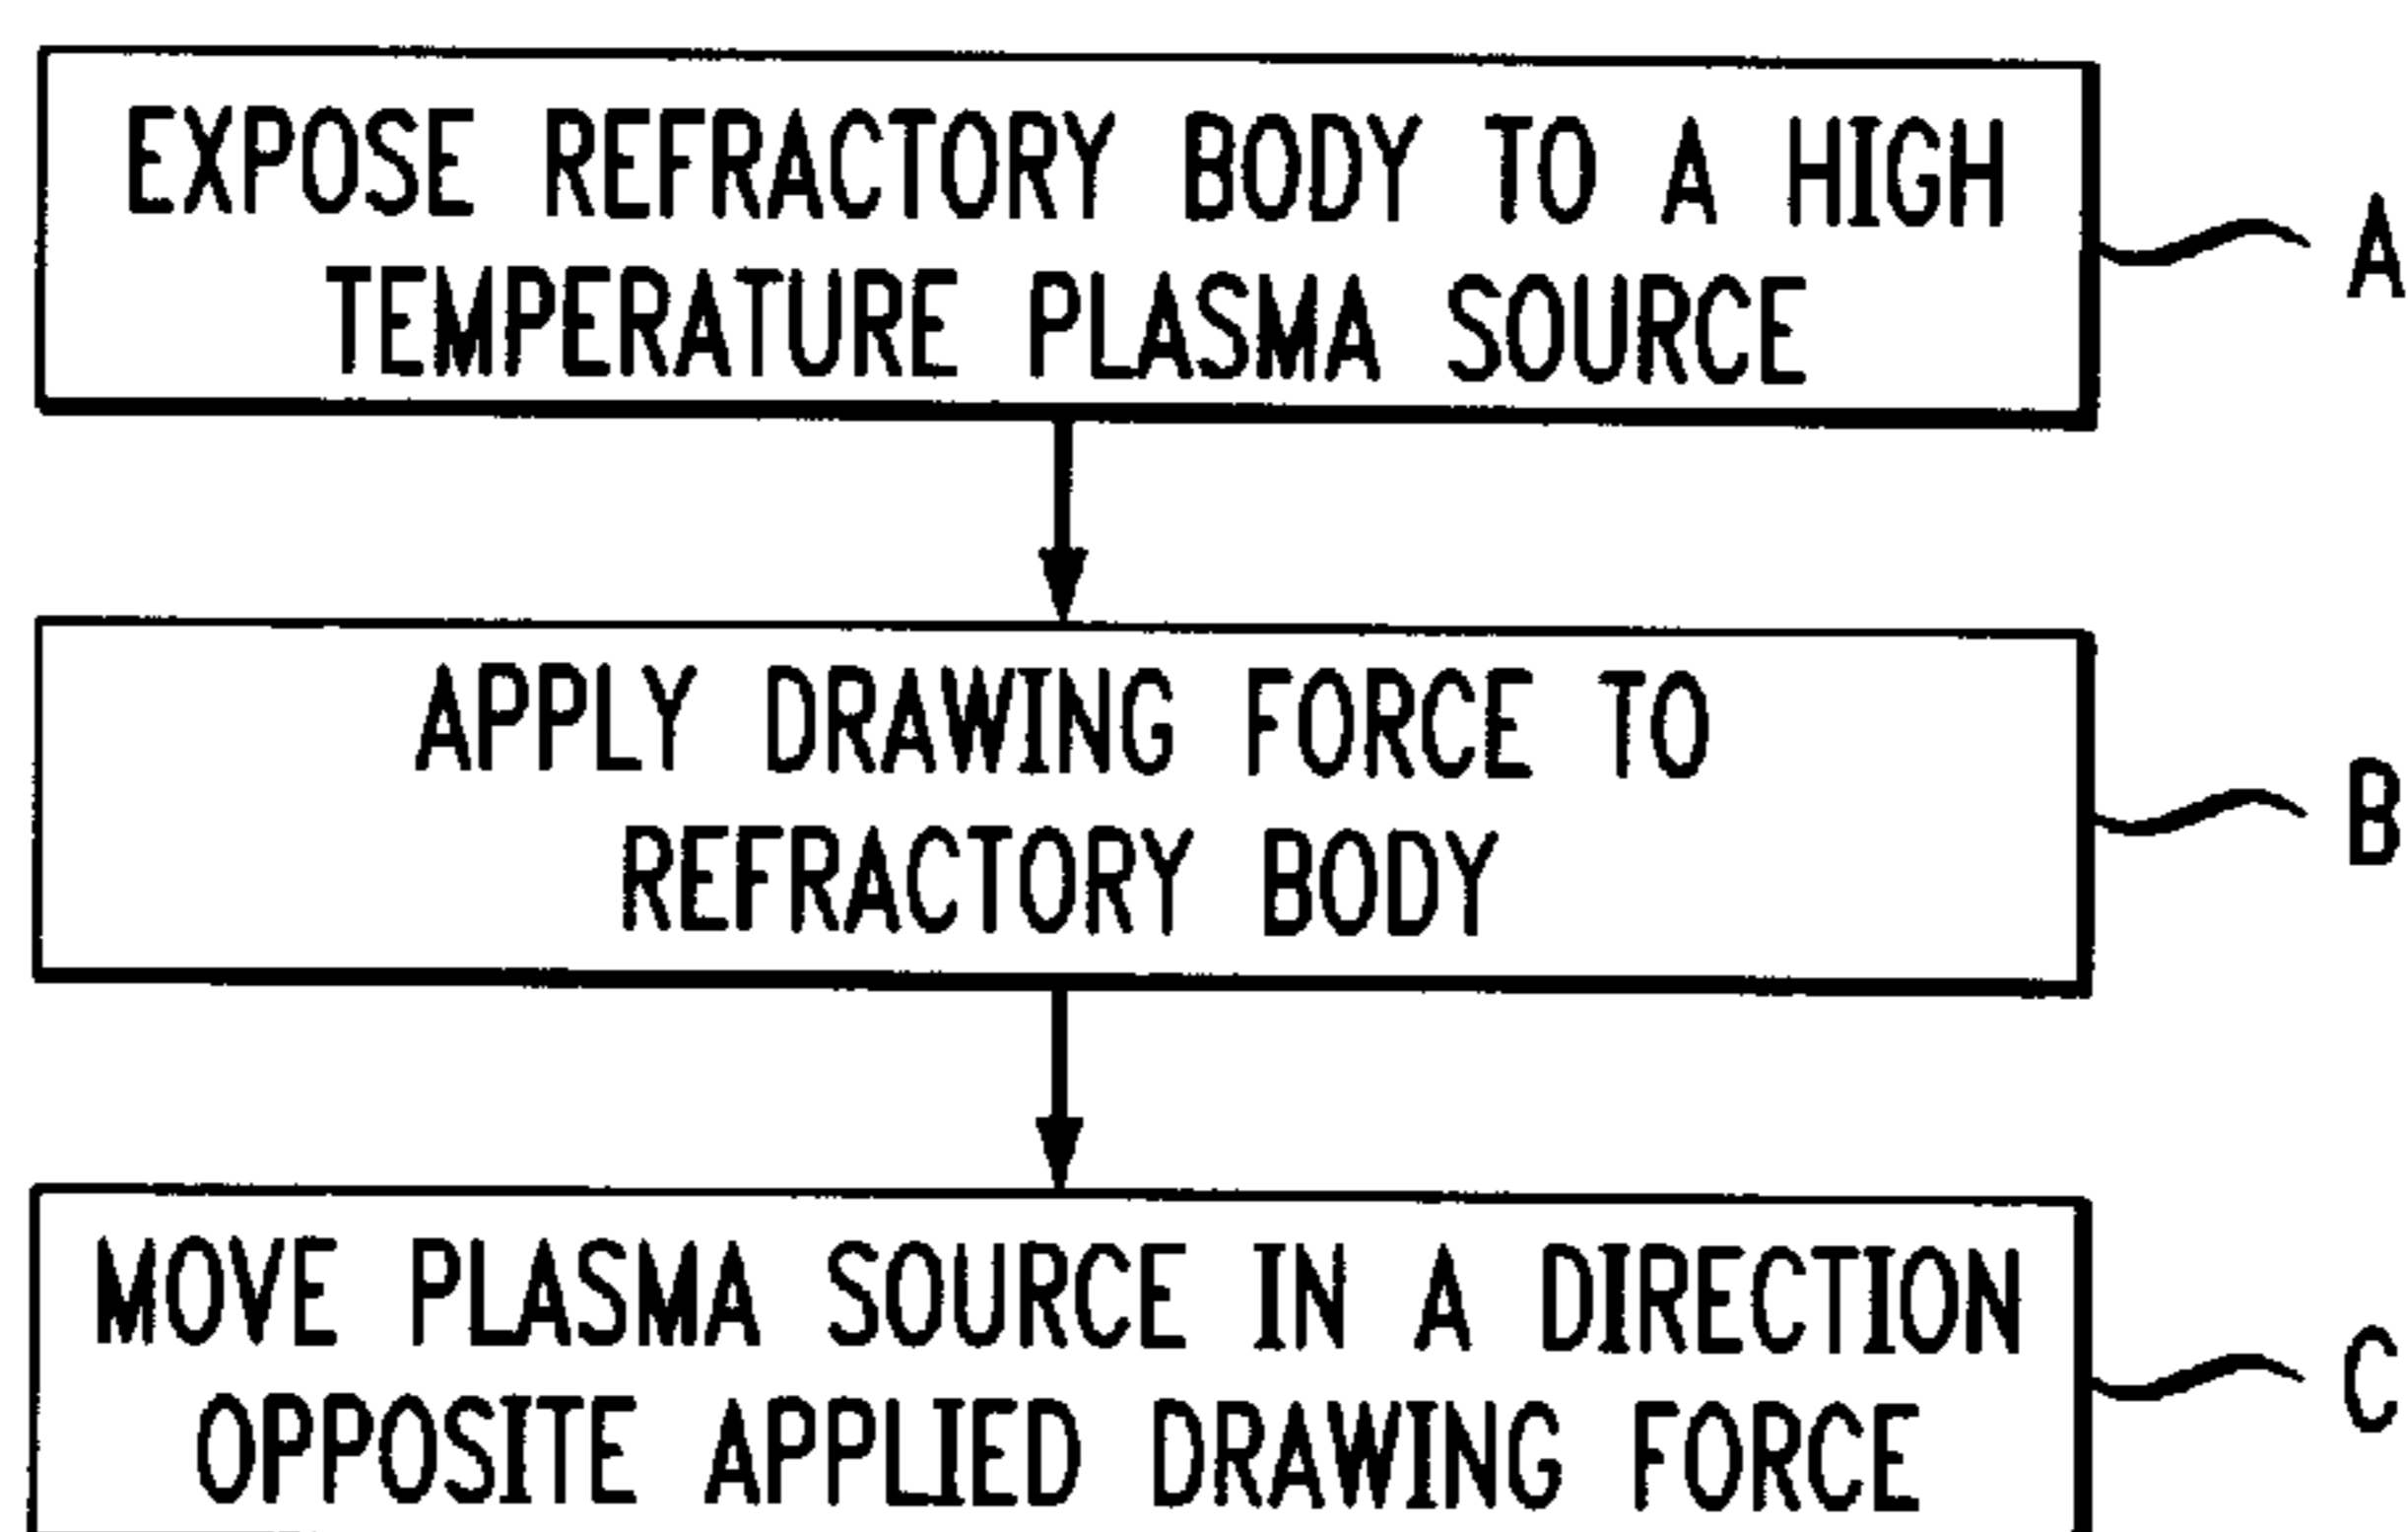 EXPOSE REFRACTORY BODY TO A HIGH
TEMPERATURE PLASMA SOURCE
A
APPLY DRAWING FORCE TO
REFRACTORY BODY
B
MOVE PLASMA SOURCE IN A DIRECTION
OPPOSITE APPLIED DRAWING FORCE
C